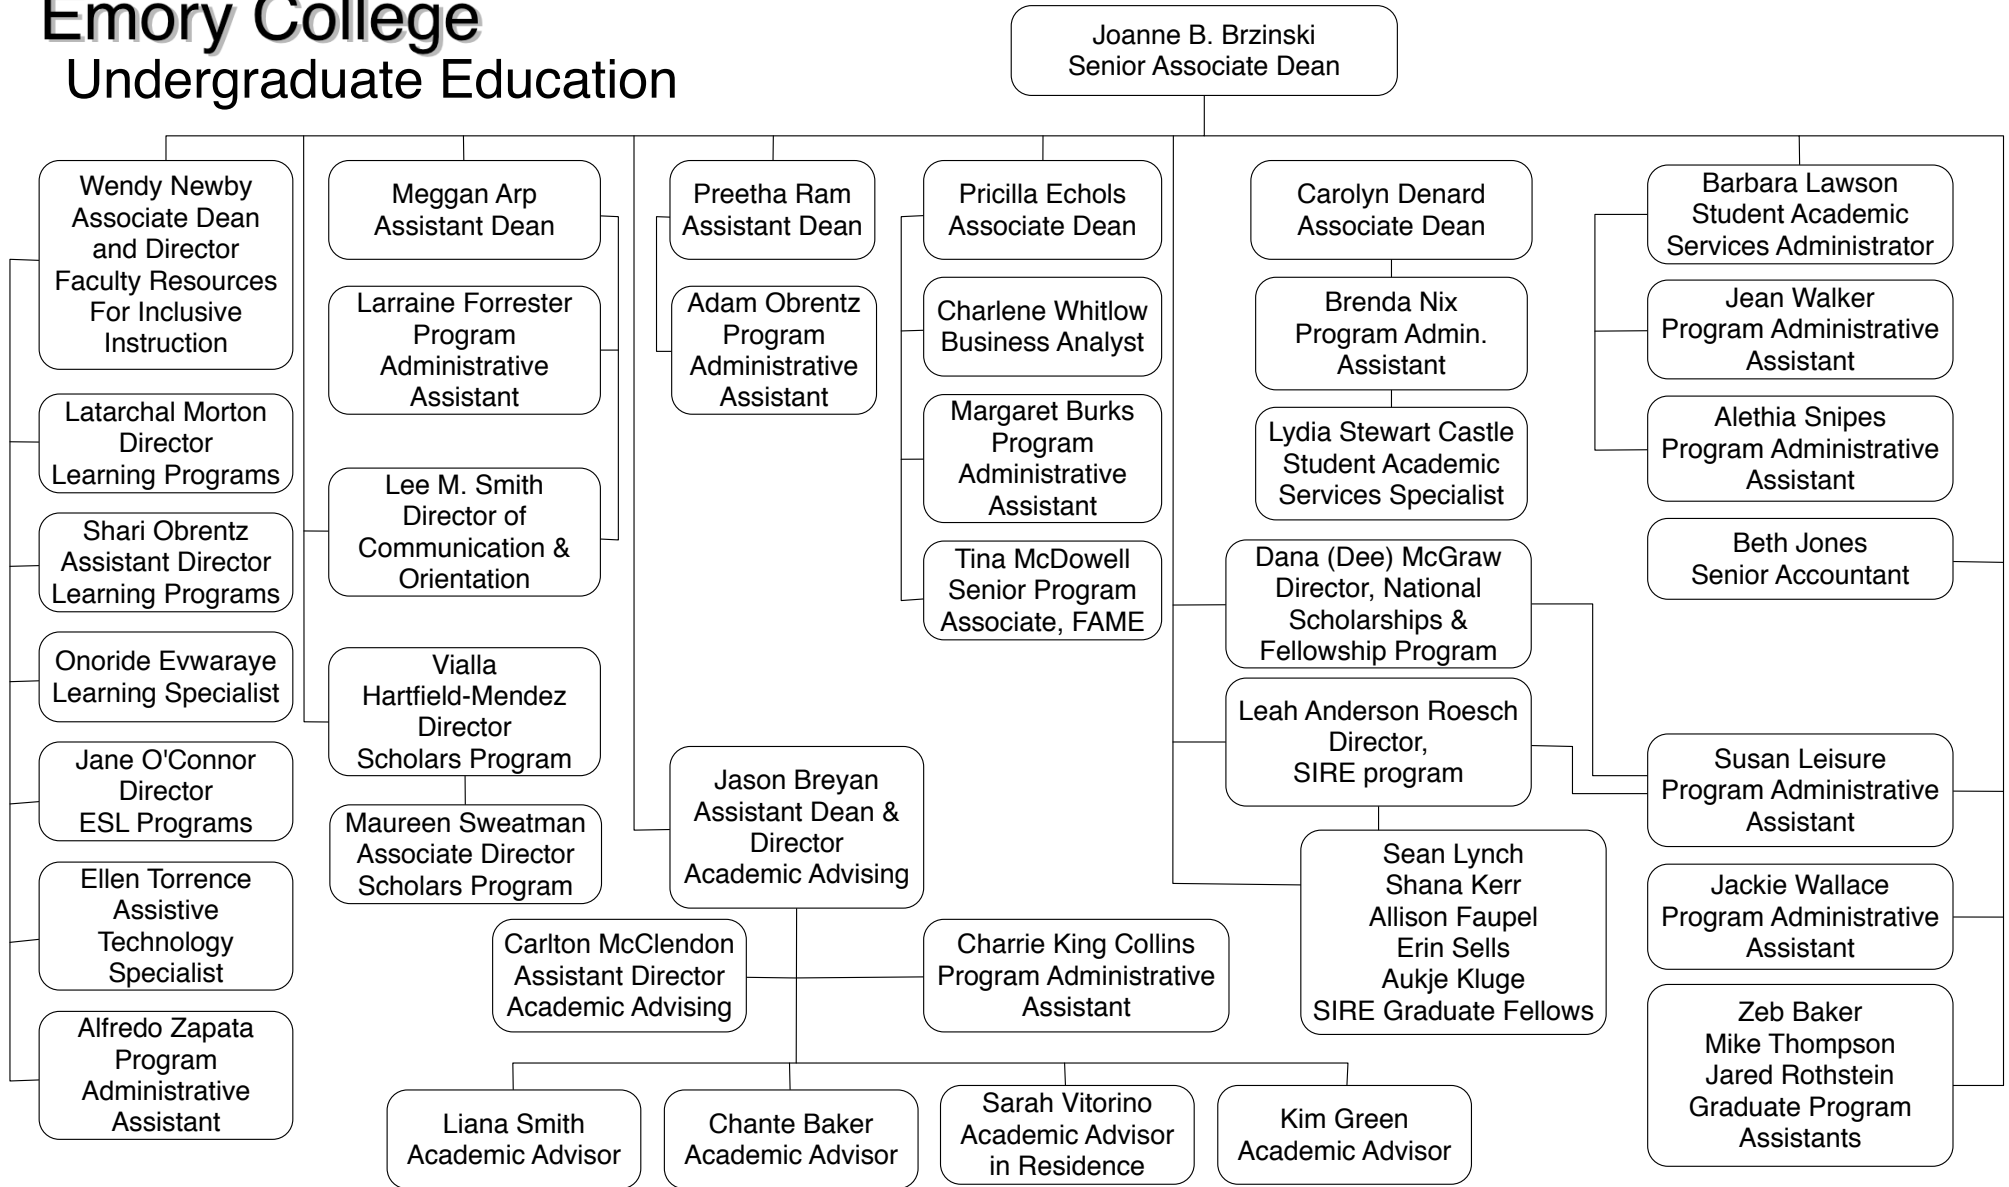 Emory College
Undergraduate Education
Joanne B. Brzinski
Senior Associate Dean
Wendy Newby
Associate Dean
and Director
Faculty Resources
For Inclusive
Instruction
Latarchal Morton
Director
Learning Programs
Shari Obrentz
Assistant Director
Learning Programs
Onoride Evwaraye
Learning Specialist
Jane O'Connor
Director
ESL Programs
Ellen Torrence
Assistive
Technology
Specialist
Alfredo Zapata
Program
Administrative
Assistant
Meggan Arp
Assistant Dean
Larraine Forrester
Program
Administrative
Assistant
Lee M. Smith
Director of
Communication &
Orientation
Vialla
Hartfield-Mendez
Director
Scholars Program
Maureen Sweatman
Associate Director
Scholars Program
Preetha Ram
Assistant Dean
Adam Obrentz
Program
Administrative
Assistant
Jason Breyan
Assistant Dean &
Director
Academic Advising
Carlton McClendon
Assistant Director
Academic Advising
Charrie King Collins
Program Administrative
Assistant
Liana Smith
Academic Advisor
Chante Baker
Academic Advisor
Sarah Vitorino
Academic Advisor
in Residence
Kim Green
Academic Advisor
Pricilla Echols
Associate Dean
Charlene Whitlow
Business Analyst
Margaret Burks
Program
Administrative
Assistant
Tina McDowell
Senior Program
Associate, FAME
Carolyn Denard
Associate Dean
Brenda Nix
Program Admin.
Assistant
Lydia Stewart Castle
Student Academic
Services Specialist
Dana (Dee) McGraw
Director, National
Scholarships &
Fellowship Program
Leah Anderson Roesch
Director,
SIRE program
Sean Lynch
Shana Kerr
Allison Faupel
Erin Sells
Aukje Kluge
SIRE Graduate Fellows
Barbara Lawson
Student Academic
Services Administrator
Jean Walker
Program Administrative
Assistant
Alethia Snipes
Program Administrative
Assistant
Beth Jones
Senior Accountant
Susan Leisure
Program Administrative
Assistant
Jackie Wallace
Program Administrative
Assistant
Zeb Baker
Mike Thompson
Jared Rothstein
Graduate Program
Assistants